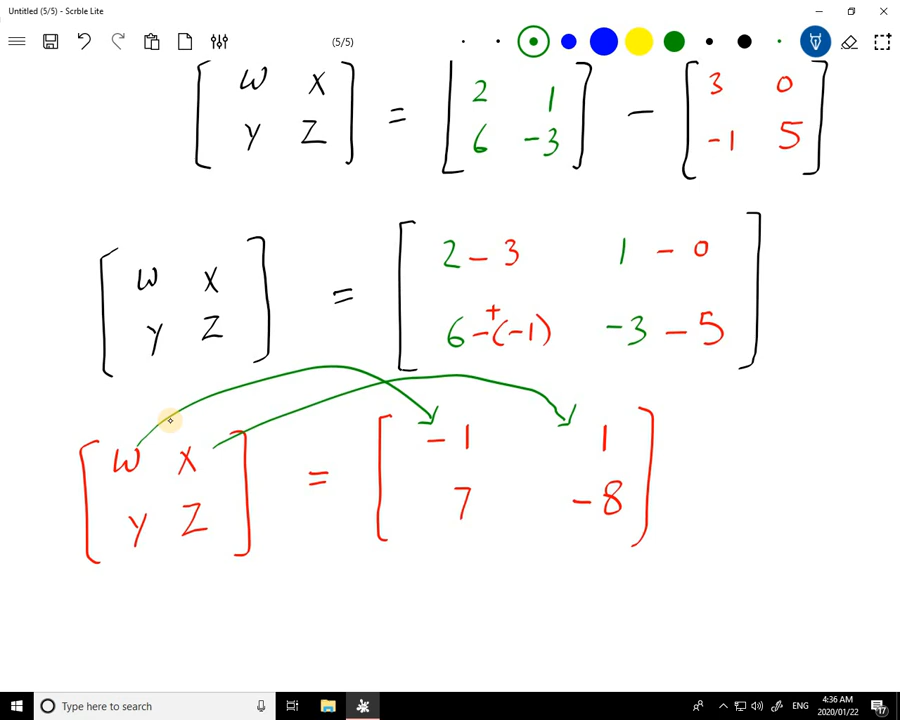 Untitled (5/5) - Scrble Lite
(5/5)
[ W X = [ 2 1 ] - [ 3 0
Y Z ] 6 -3 -1 5 ]
[ W X = [ 2 - 3 1 - 0
Y Z ] 6 - + (-1) -3 - 5 ]
[ W X = [ -1 1
Y Z ] 7 -8 ]
Type here to search
ENG
4:36 AM
2020/01/22
17